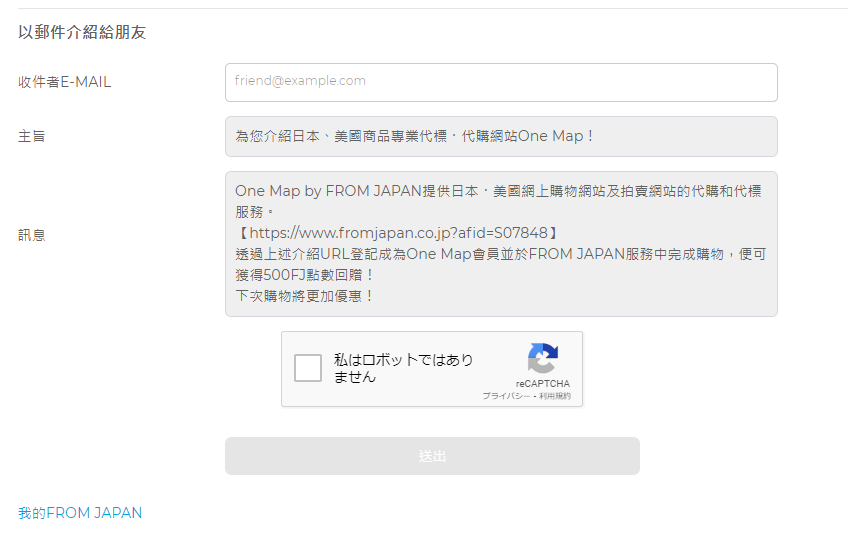 以郵件介紹給朋友
收件者E-MAIL
friend@example.com
主旨
為您介紹日本、美國商品專業代標．代購網站One Map！
訊息
One Map by FROM JAPAN提供日本．美國網上購物網站及拍賣網站的代購和代標
服務。
【https://www.fromjapan.co.jp?afid=S07848】
透過上述介紹URL登記成為One Map會員並於FROM JAPAN服務中完成購物，便可
獲得500FJ點數回贈！
下次購物將更加優惠！
私はロボットではあり
ません
reCAPTCHA
プライバシー - 利用規約
送出
我的FROM JAPAN